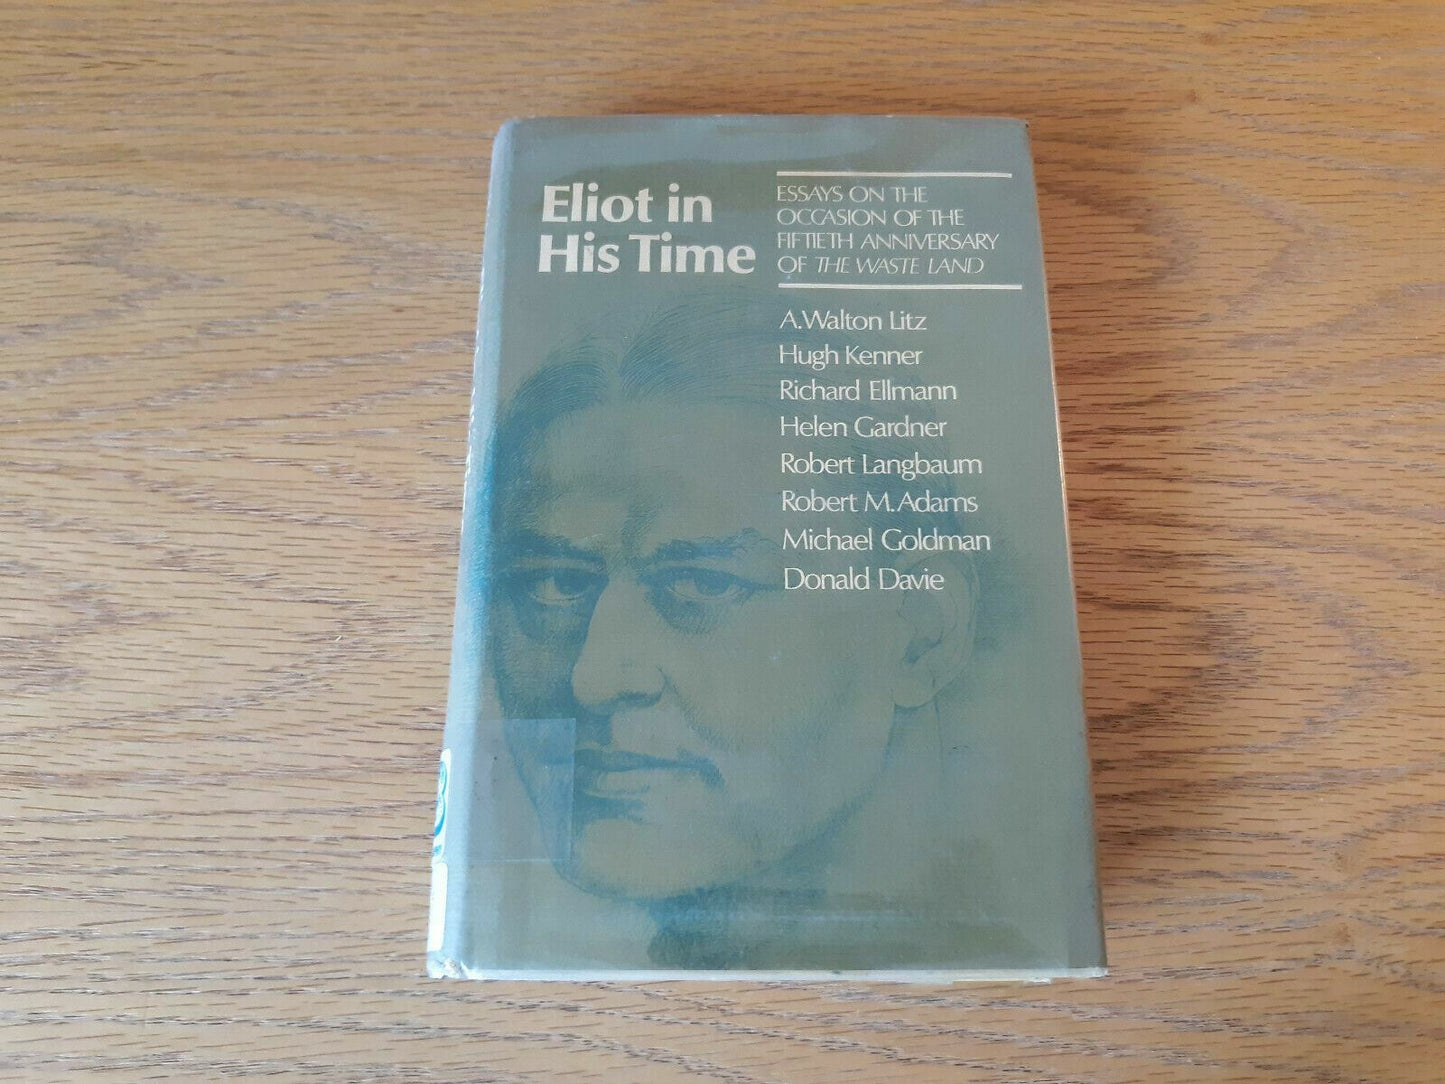 Eliot in
His Time
ESSAYS ON THE
OCCASION OF THE
FIFTIETH ANNIVERSARY
OF THE WASTE LAND
A. Walton Litz
Hugh Kenner
Richard Ellmann
Helen Gardner
Robert Langbaum
Robert M. Adams
Michael Goldman
Donald Davie